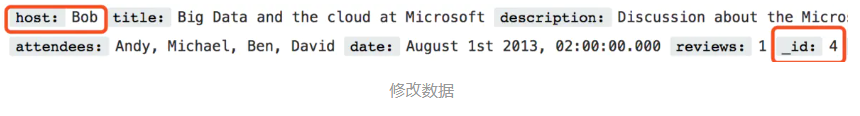 host: Bob title: Big Data and the cloud at Microsoft description: Discussion about the Micros
attendees: Andy, Michael, Ben, David date: August 1st 2013, 02:00:00.000 reviews: 1 _id: 4
修改数据